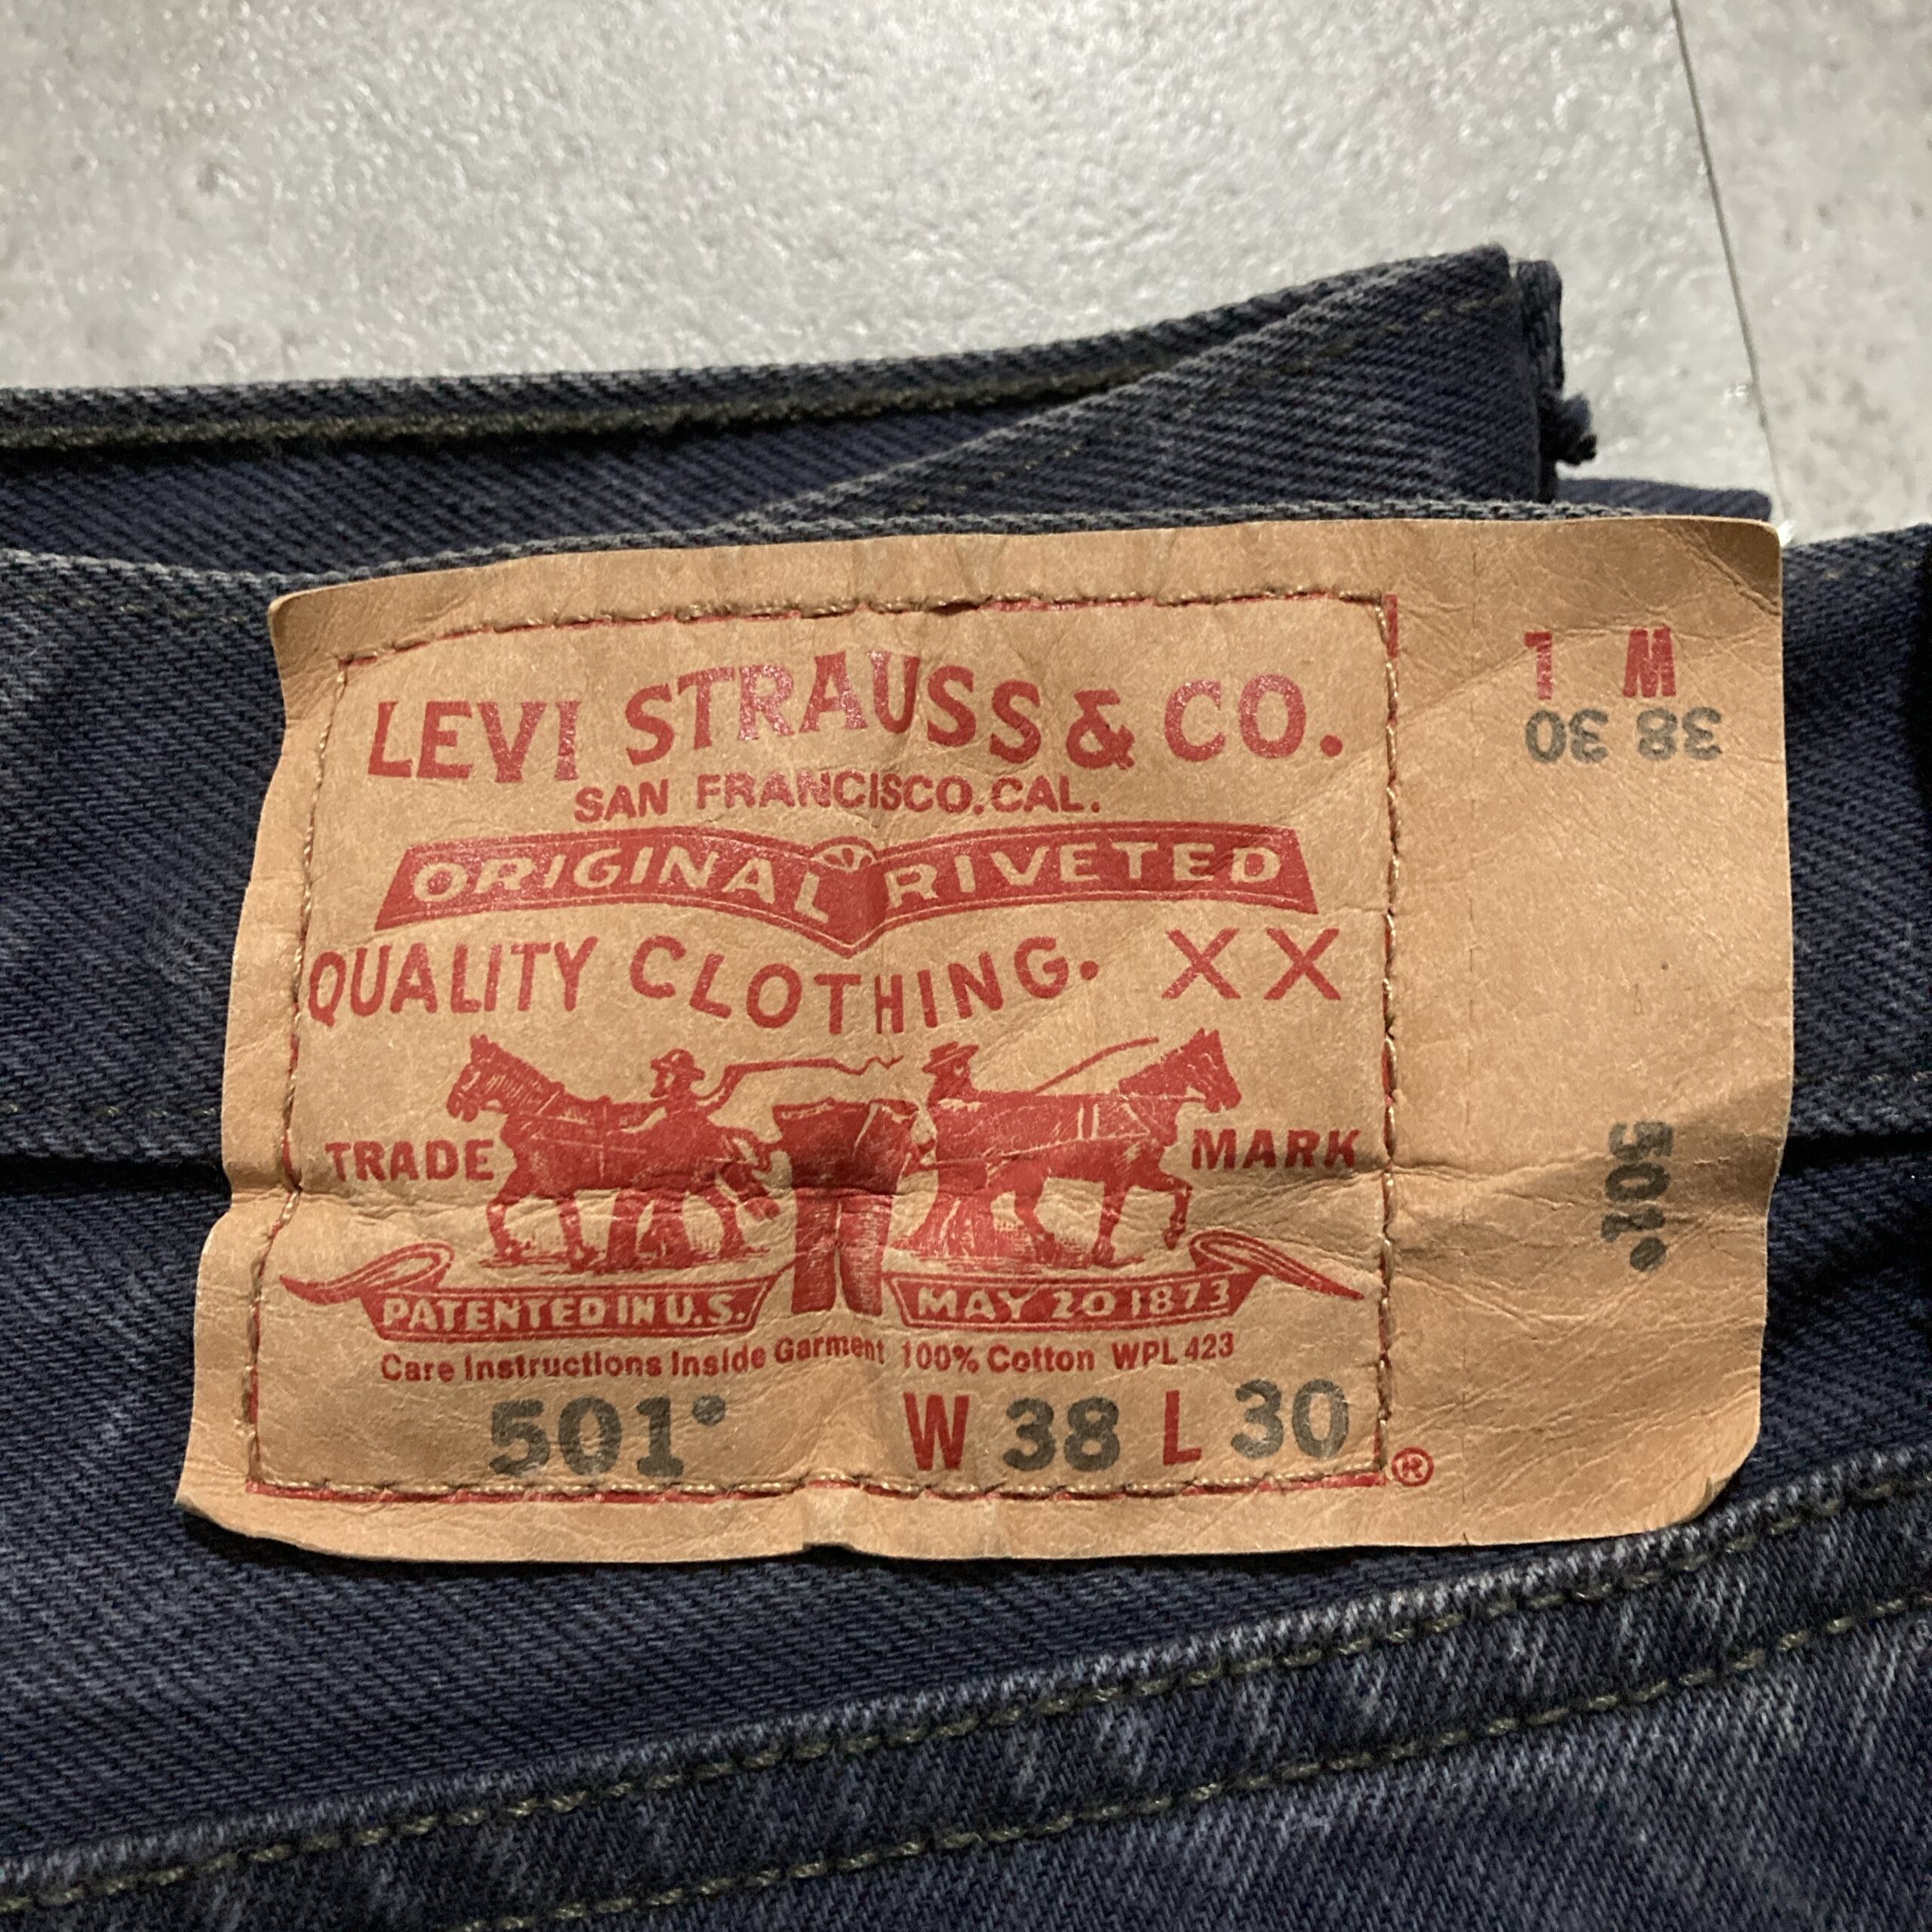 LEVI STRAUSS & CO.
SAN FRANCISCO, CAL.
ORIGINAL RIVETED
QUALITY CLOTHING. XX
TRADE MARK
PATENTED IN U.S. MAY 20 1873
Care Instructions Inside Garment 100% Cotton WPL 423
501® W 38 L 30
®
W L
38 30
501®